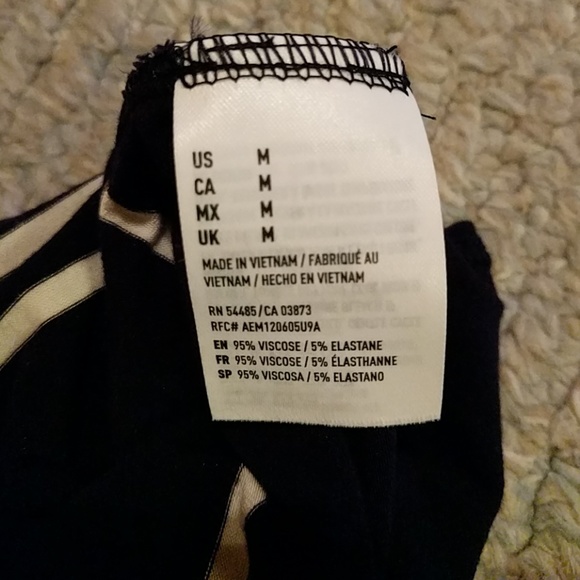 US M
CA M
MX M
UK M
MADE IN VIETNAM / FABRIQUÉ AU
VIETNAM / HECHO EN VIETNAM
RN 54485/CA 03873
RFC# AEM120605U9A
EN 95% VISCOSE / 5% ELASTANE
FR 95% VISCOSE / 5% ÉLASTHANNE
SP 95% VISCOSA / 5% ELASTANO